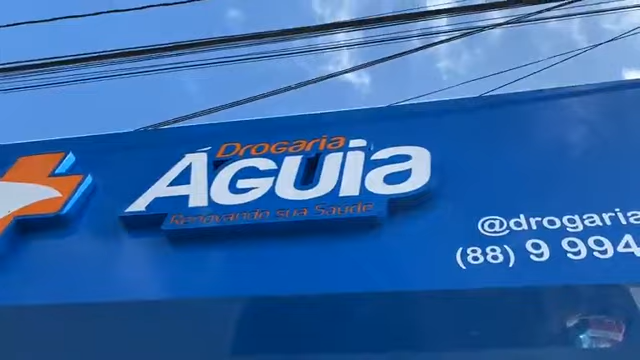 Drogaria
Águia
Renovando sua Saúde
@drogaria
(88) 9 994